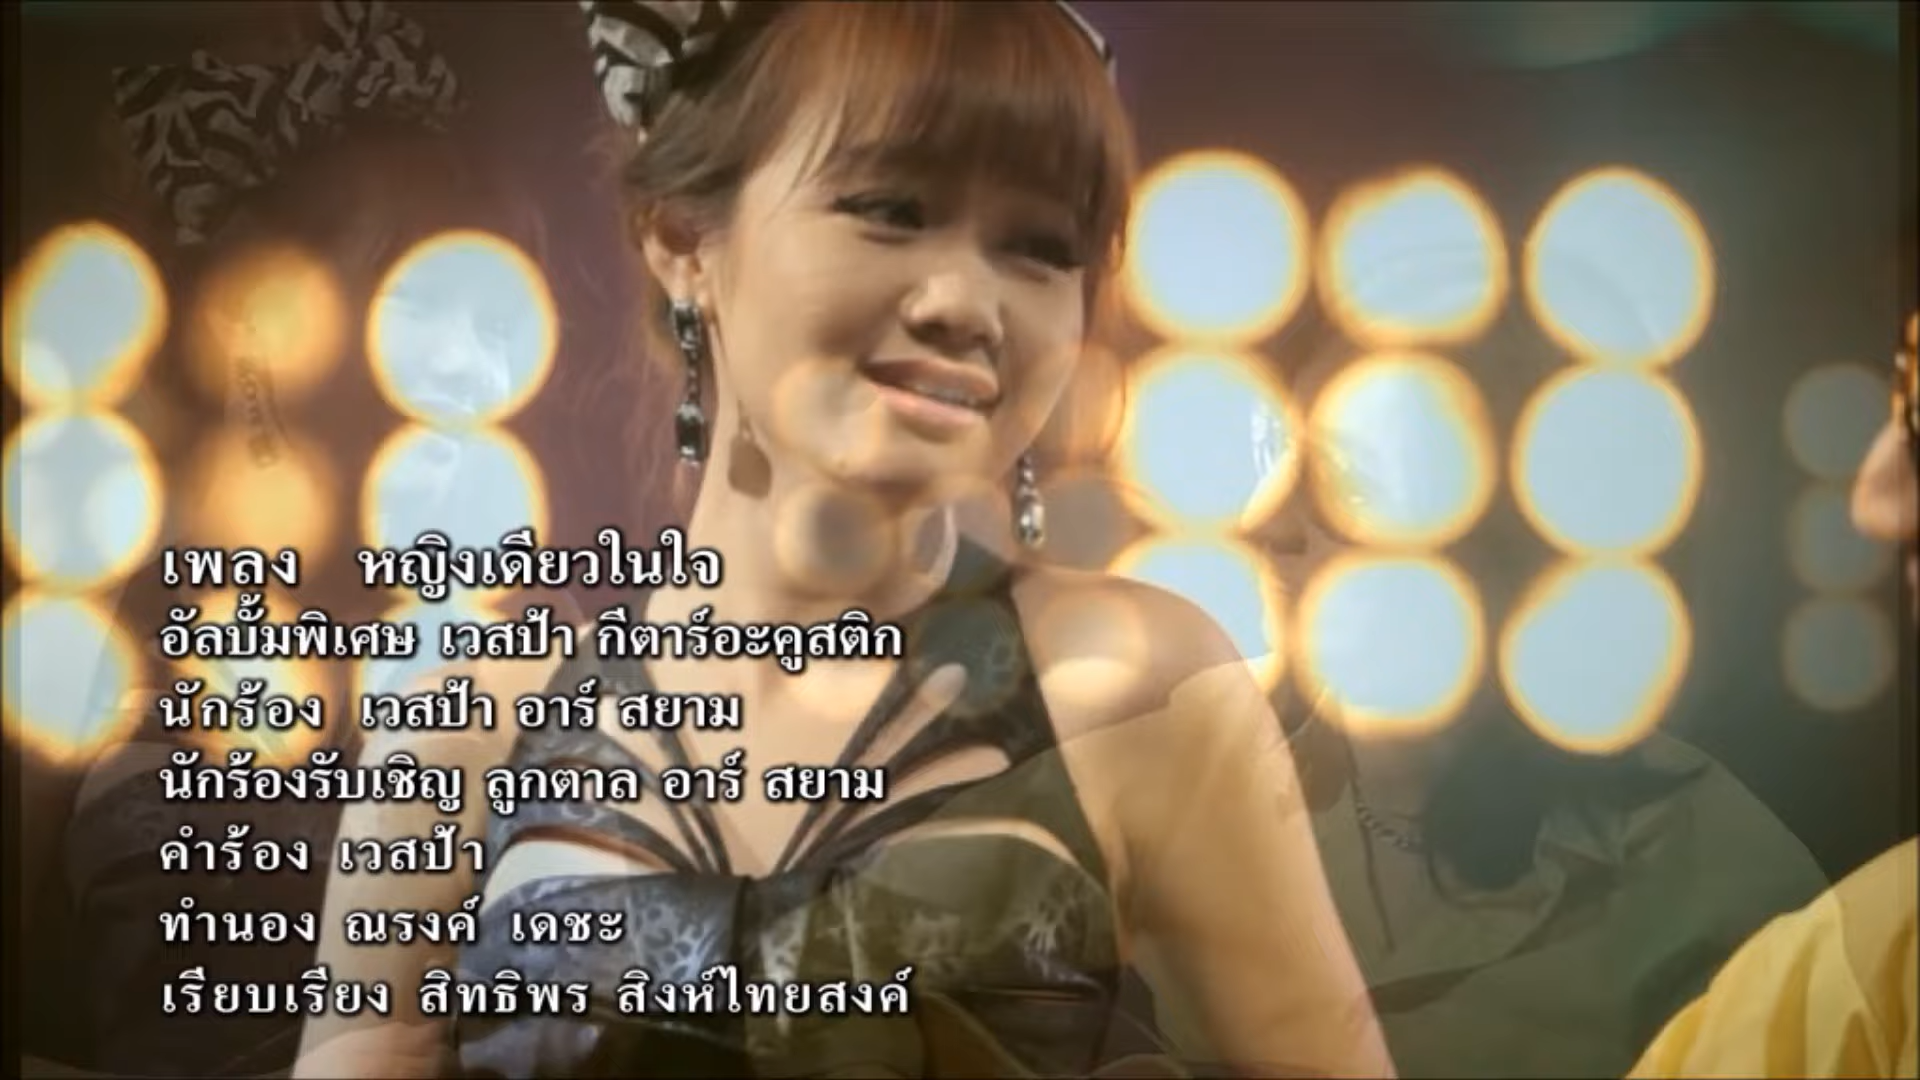 เพลง หญิงเดียวในใจ
อัลบั้มพิเศษ เวสป้า กีตาร์อะคูสติก
นักร้อง เวสป้า อาร์ สยาม
นักร้องรับเชิญ ลูกตาล อาร์ สยาม
คำร้อง เวสป้า
ทำนอง ณรงค์ เดชะ
เรียบเรียง สิทธิพร สิงห์ไทยสงค์